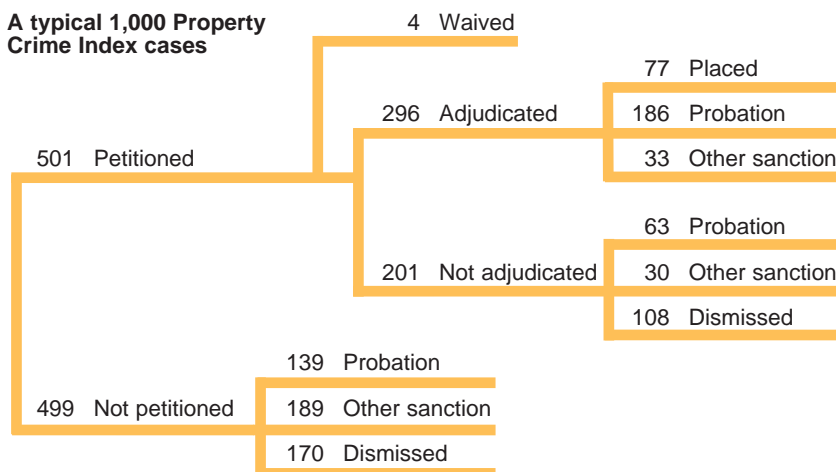 A typical 1,000 Property
Crime Index cases
4 Waived
77 Placed
296 Adjudicated
186 Probation
501 Petitioned
33 Other sanction
63 Probation
201 Not adjudicated
30 Other sanction
108 Dismissed
139 Probation
499 Not petitioned
189 Other sanction
170 Dismissed